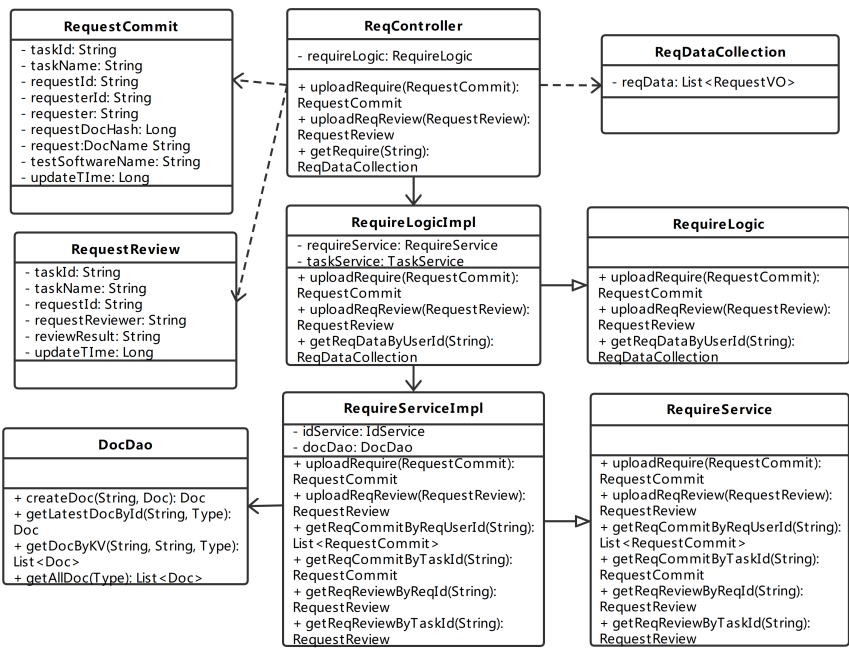 RequestCommit
- taskId: String
- taskName: String
- requestId: String
- requesterId: String
- requester: String
- requestDocHash: Long
- request:DocName String
- testSoftwareName: String
- updateTIme: Long
ReqController
- requireLogic: RequireLogic
+ uploadRequire(RequestCommit):
RequestCommit
+ uploadReqReview(RequestReview):
RequestReview
+ getRequire(String):
ReqDataCollection
ReqDataCollection
- reqData: List<RequestVO>
RequestReview
- taskId: String
- taskName: String
- requestId: String
- requestReviewer: String
- reviewResult: String
- updateTIme: Long
RequireLogicImpl
- requireService: RequireService
- taskService: TaskService
+ uploadRequire(RequestCommit):
RequestCommit
+ uploadReqReview(RequestReview):
RequestReview
+ getReqDataByUserId(String):
ReqDataCollection
RequireLogic
+ uploadRequire(RequestCommit):
RequestCommit
+ uploadReqReview(RequestReview):
RequestReview
+ getReqDataByUserId(String):
ReqDataCollection
DocDao
+ createDoc(String, Doc): Doc
+ getLatestDocById(String, Type):
Doc
+ getDocByKV(String, String, Type):
List<Doc>
+ getAllDoc(Type): List<Doc>
RequireServiceImpl
- idService: IdService
- docDao: DocDao
+ uploadRequire(RequestCommit):
RequestCommit
+ uploadReqReview(RequestReview):
RequestReview
+ getReqCommitByReqUserId(String):
List<RequestCommit>
+ getReqCommitByTaskId(String):
RequestCommit
+ getReqReviewByReqId(String):
RequestReview
+ getReqReviewByTaskId(String):
RequestReview
RequireService
+ uploadRequire(RequestCommit):
RequestCommit
+ uploadReqReview(RequestReview):
RequestReview
+ getReqCommitByReqUserId(String):
List<RequestCommit>
+ getReqCommitByTaskId(String):
RequestCommit
+ getReqReviewByReqId(String):
RequestReview
+ getReqReviewByTaskId(String):
RequestReview